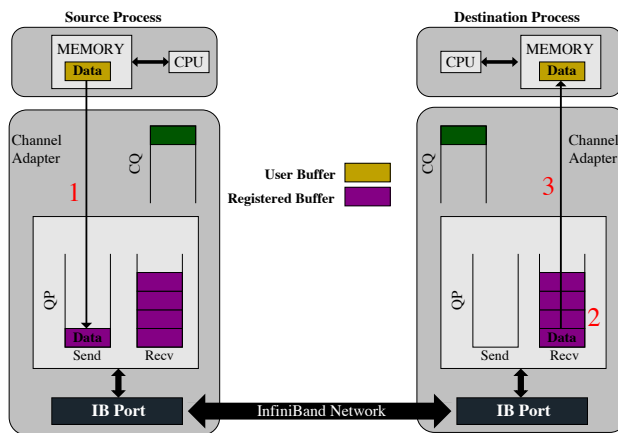 Source Process
Destination Process
MEMORY
Data
CPU
CPU
MEMORY
Data
Channel
Adapter
CQ
1
User Buffer
Registered Buffer
CQ
Channel
Adapter
3
QP
Data
Send
Recv
QP
2
Data
Send
Recv
IB Port
InfiniBand Network
IB Port